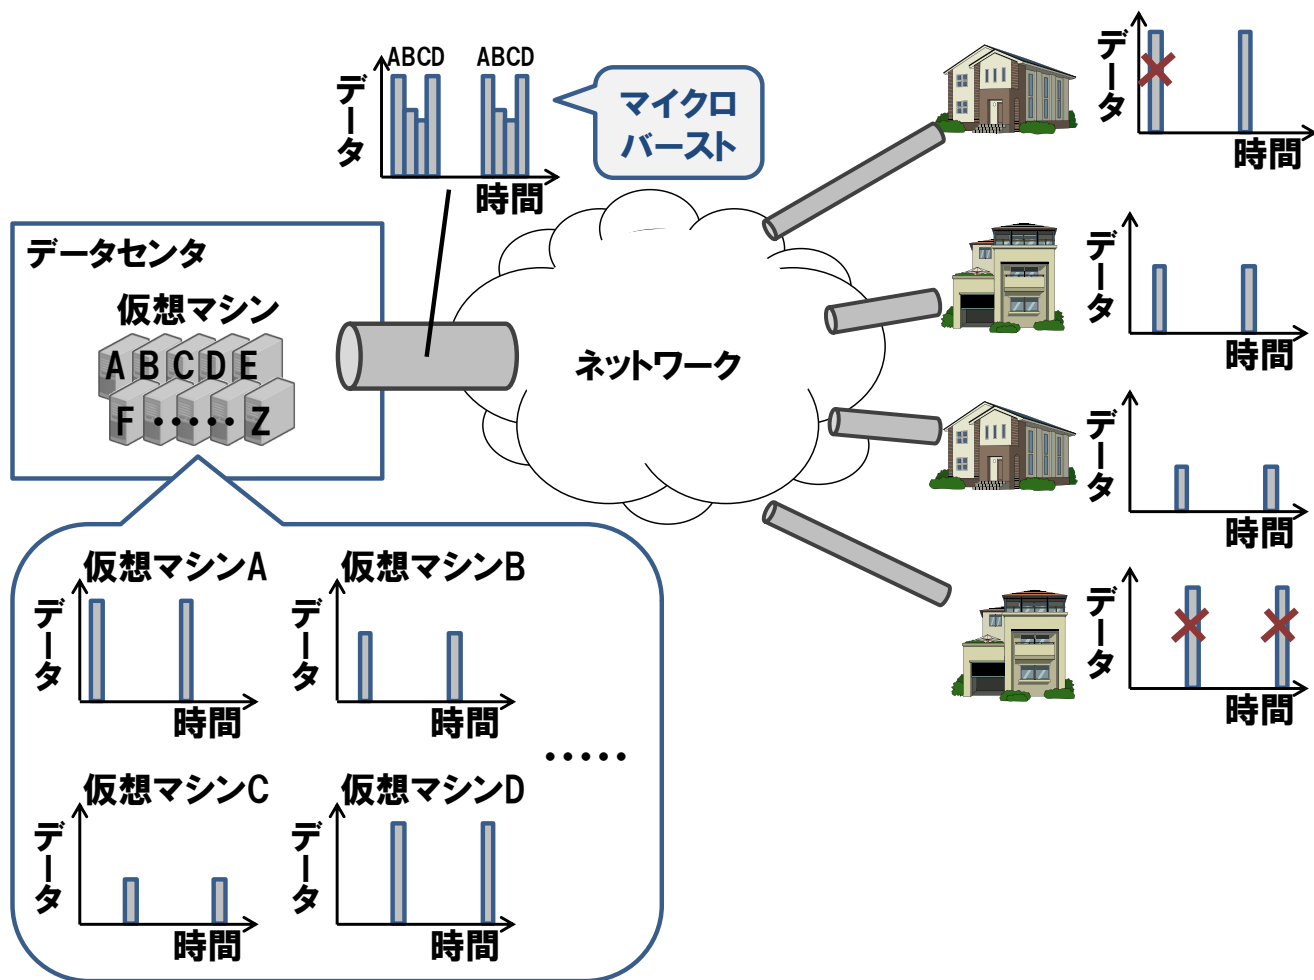 ABCD ABCD
データ
時間
マイクロ
バースト
データセンタ
仮想マシン
A B C D E
F ・・・・・ Z
ネットワーク
データ
時間
データ
時間
データ
時間
データ
時間
仮想マシンA
データ
時間
仮想マシンB
データ
時間
・・・・・
仮想マシンC
データ
時間
仮想マシンD
データ
時間